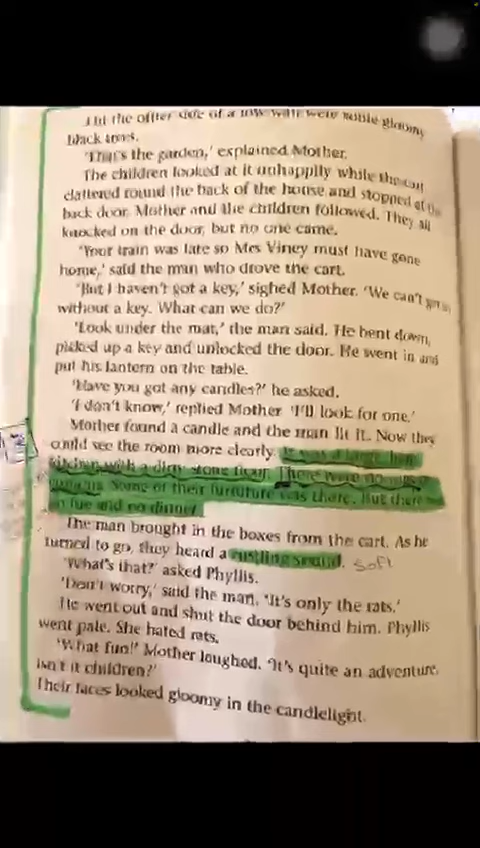 the other side of a low wall were some gloomy
black trees.
'That's the garden,' explained Mother.
The children looked at it unhappily while the cart
clattered round the back of the house and stopped at the
back door. Mother and the children followed. They all
knocked on the door, but no one came.
'Your train was late so Mrs Viney must have gone
home,' said the man who drove the cart.
'But I haven't got a key,' sighed Mother. 'We can't get in
without a key. What can we do?'
'Look under the mat,' the man said. He bent down,
picked up a key and unlocked the door. He went in and
put his lantern on the table.
'Have you got any candles?' he asked.
'I don't know,' replied Mother 'I'll look for one.'
Mother found a candle and the man lit it. Now they
could see the room more clearly. It was a large, bare
kitchen with a dirty stone floor. There were no
curtains. Some of their furniture was there. But there
no fire and no dinner.
The man brought in the boxes from the cart. As he
turned to go, they heard a rustling sound. soft
'What's that?' asked Phyllis.
'Don't worry,' said the man. 'It's only the rats.'
He went out and shut the door behind him. Phyllis
went pale. She hated rats.
'What fun!' Mother laughed. 'It's quite an adventure,
isn't it children?'
Their faces looked gloomy in the candlelight.